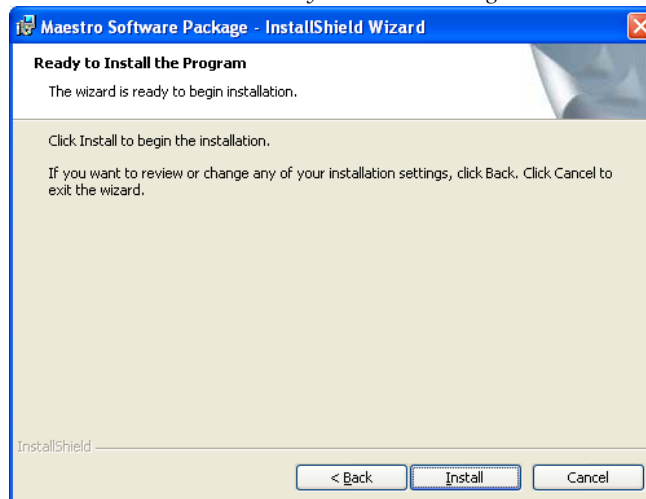 Maestro Software Package - InstallShield Wizard
Ready to Install the Program
The wizard is ready to begin installation.
Click Install to begin the installation.
If you want to review or change any of your installation settings, click Back. Click Cancel to
exit the wizard.
InstallShield
< Back
Install
Cancel